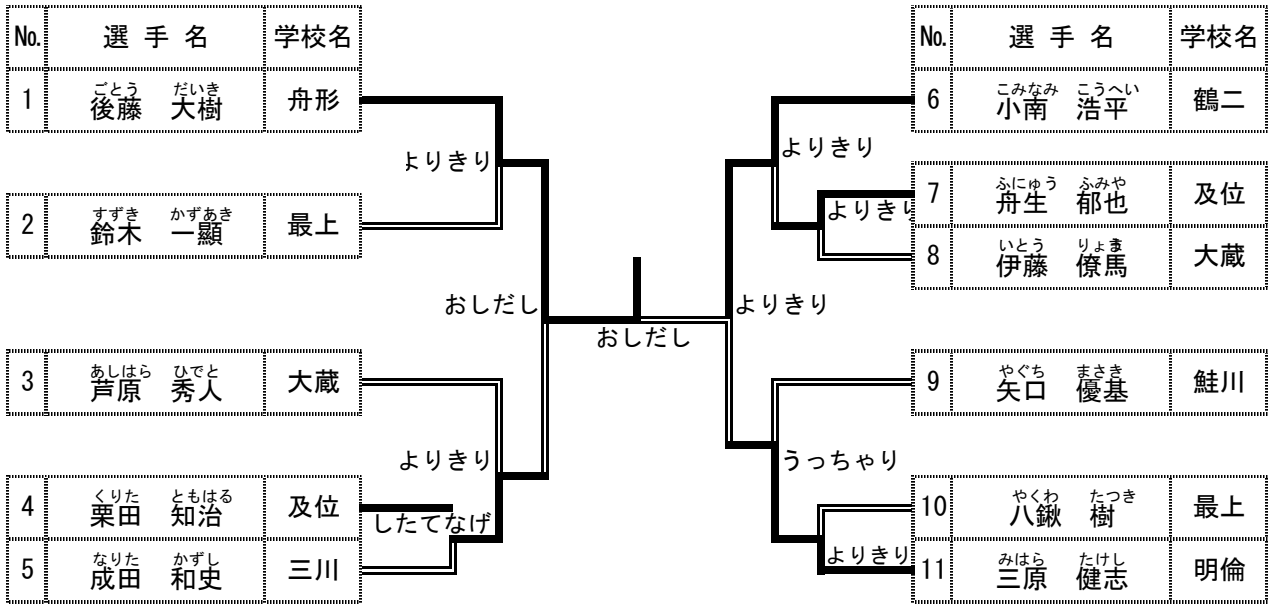 No. 選 手 名 学校名
1 後藤 大樹 舟形
ごとう だいき
2 鈴木 一顯 最上
すずき かずあき
3 芦原 秀人 大蔵
あしはら ひでと
4 栗田 知治 及位
くりた ともはる
5 成田 和史 三川
なりた かずし
よりきり
おしだし
よりきり
したてなげ
おしだし
No. 選 手 名 学校名
6 小南 浩平 鶴二
こみなみ こうへい
7 舟生 郁也 及位
ふにゅう ふみや
8 伊藤 僚馬 大蔵
いとう りょま
9 矢口 優基 鮭川
やぐち まさき
10 八鍬 樹 最上
やくわ たつき
11 三原 健志 明倫
みはら たけし
よりきり
よりきり
よりきり
うっちゃり
よりきり